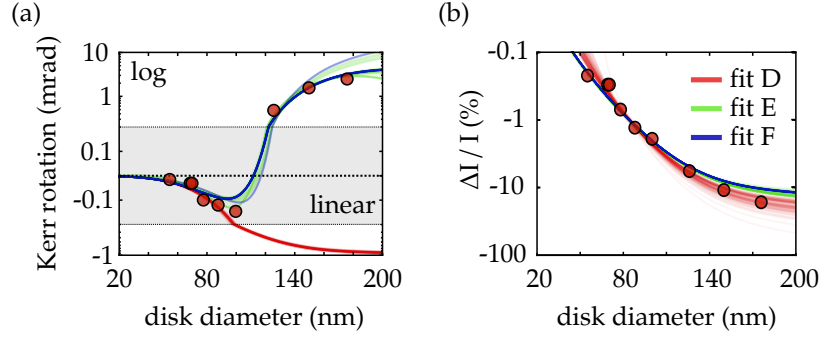 (a)
log
linear
10
1
0.1
-0.1
-1
20
80
140
200
Kerr rotation (mrad)
disk diameter (nm)
(b)
fit D
fit E
fit F
-0.1
-1
-10
-100
20
80
140
200
ΔI / I (%)
disk diameter (nm)